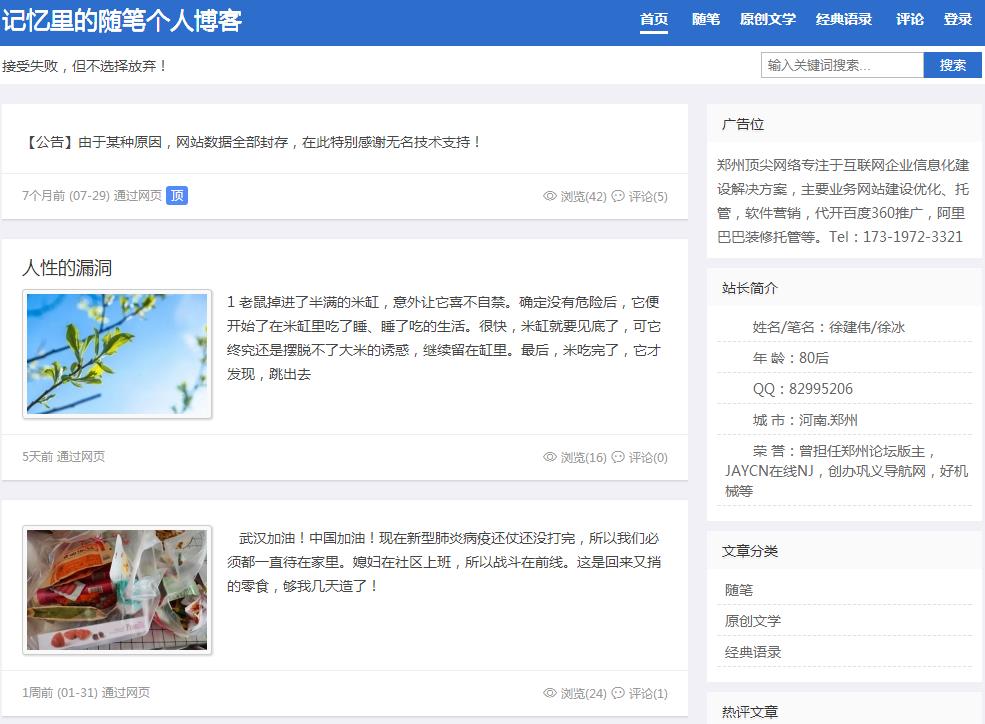 记忆里的随笔个人博客
首页 随笔 原创文学 经典语录 评论 登录
接受失败，但不选择放弃！
输入关键词搜索... 搜索
【公告】由于某种原因，网站数据全部封存，在此特别感谢无名技术支持！
7个月前 (07-29) 通过网页 顶 浏览(42) 评论(5)
人性的漏洞
1 老鼠掉进了半满的米缸，意外让它喜不自禁。确定没有危险后，它便
开始了在米缸里吃了睡、睡了吃的生活。很快，米缸就要见底了，可它
终究还是摆脱不了大米的诱惑，继续留在缸里。最后，米吃完了，它才
发现，跳出去
5天前 通过网页 浏览(16) 评论(0)
武汉加油！中国加油！现在新型肺炎病疫还仗还没打完，所以我们必
须都一直待在家里。媳妇在社区上班，所以战斗在前线。这是回来又捎
的零食，够我几天造了！
1周前 (01-31) 通过网页 浏览(24) 评论(1)
广告位
郑州顶尖网络专注于互联网企业信息化建
设解决方案，主要业务网站建设优化、托
管，软件营销，代开百度360推广，阿里
巴巴装修托管等。Tel：173-1972-3321
站长简介
姓名/笔名：徐建伟/徐冰
年 龄：80后
QQ：82995206
城 市：河南.郑州
荣 誉：曾担任郑州论坛版主，
JAYCN在线NJ，创办巩义导航网，好机
械等
文章分类
随笔
原创文学
经典语录
热评文章